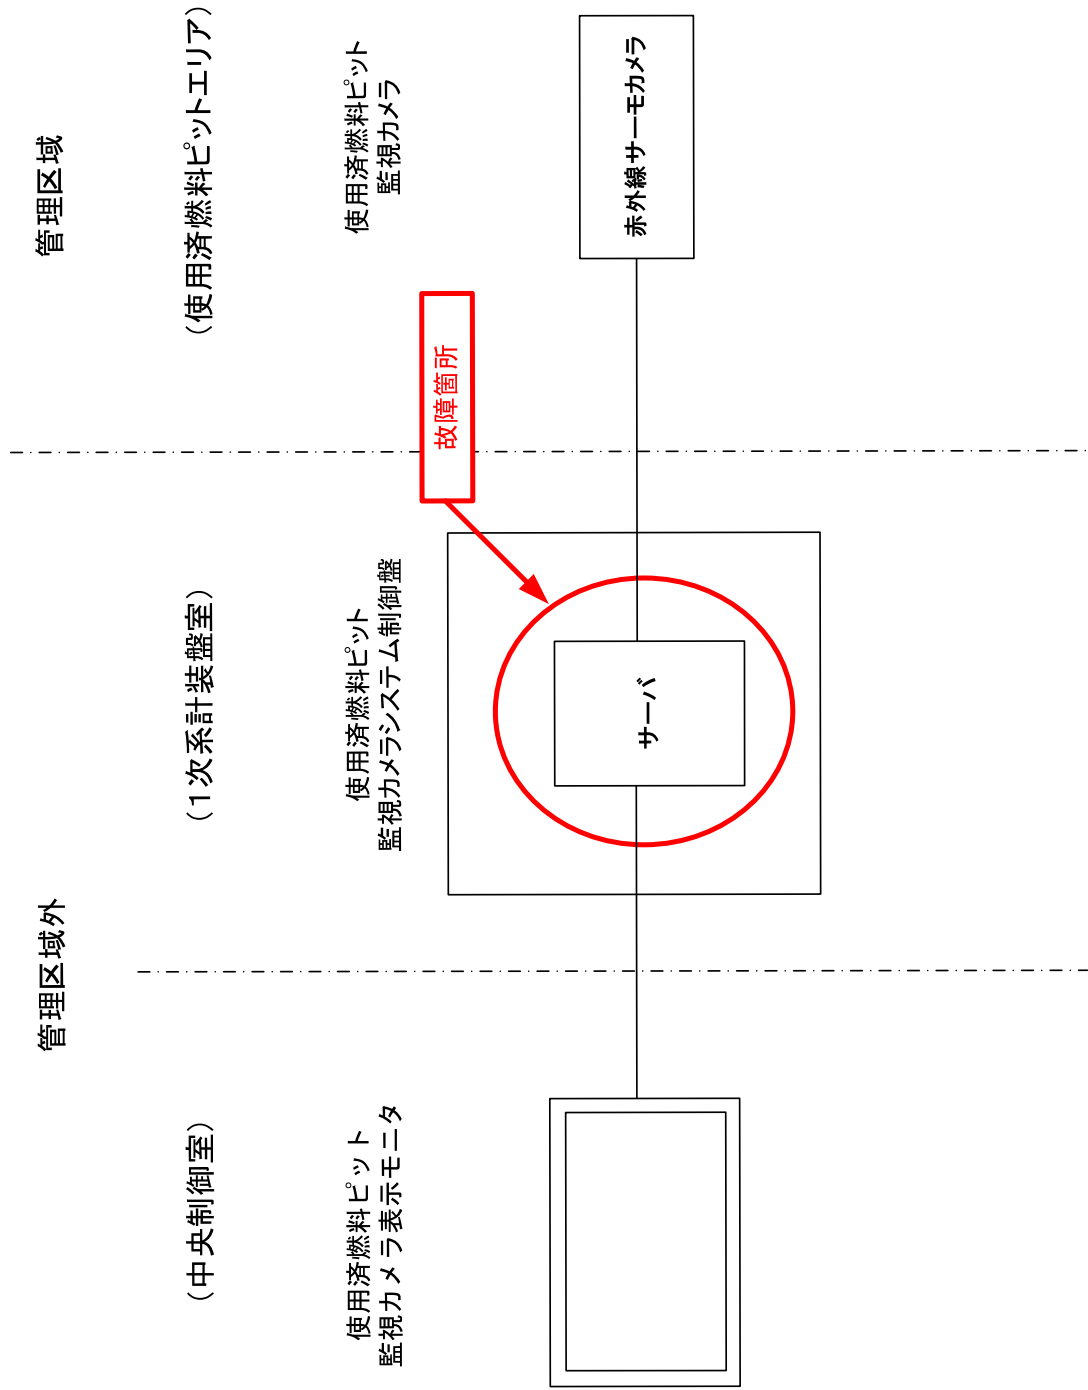 管理区域外
管理区域
（中央制御室）
（１次系計装盤室）
（使用済燃料ピットエリア）
使用済燃料ピット
監視カメラ表示モニタ
使用済燃料ピット
監視カメラシステム制御盤
使用済燃料ピット
監視カメラ
故障箇所
サーバ
赤外線サーモカメラ